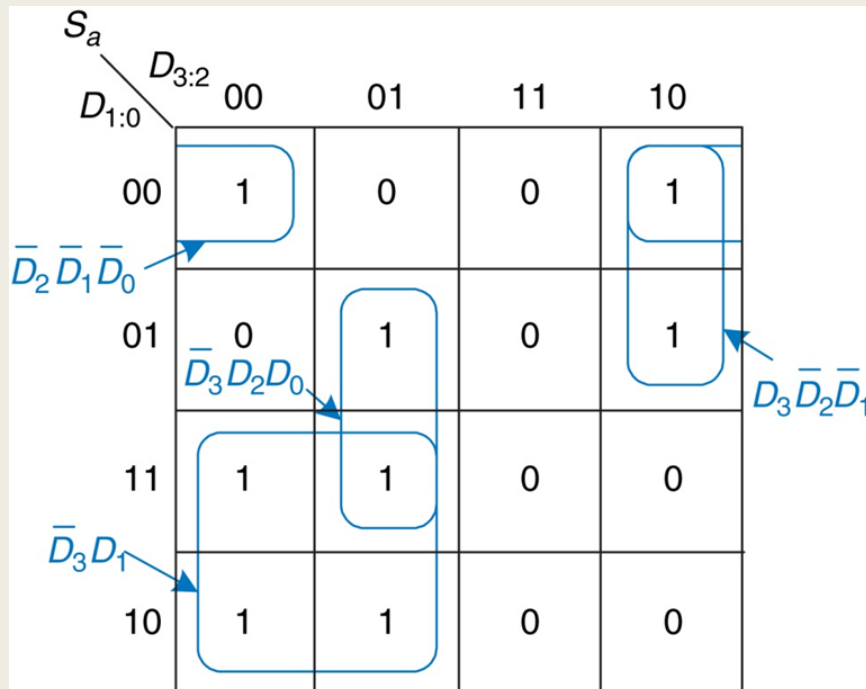 Sₐ
D₃:₂
D₁:₀ 00 01 11 10
00 1 0 0 1
D̅₂ D̅₁ D̅₀
01 0 1 0 1
D̅₃ D₂ D₀
D₃ D̅₂ D̅₁
11 1 1 0 0
D̅₃ D₁
10 1 1 0 0